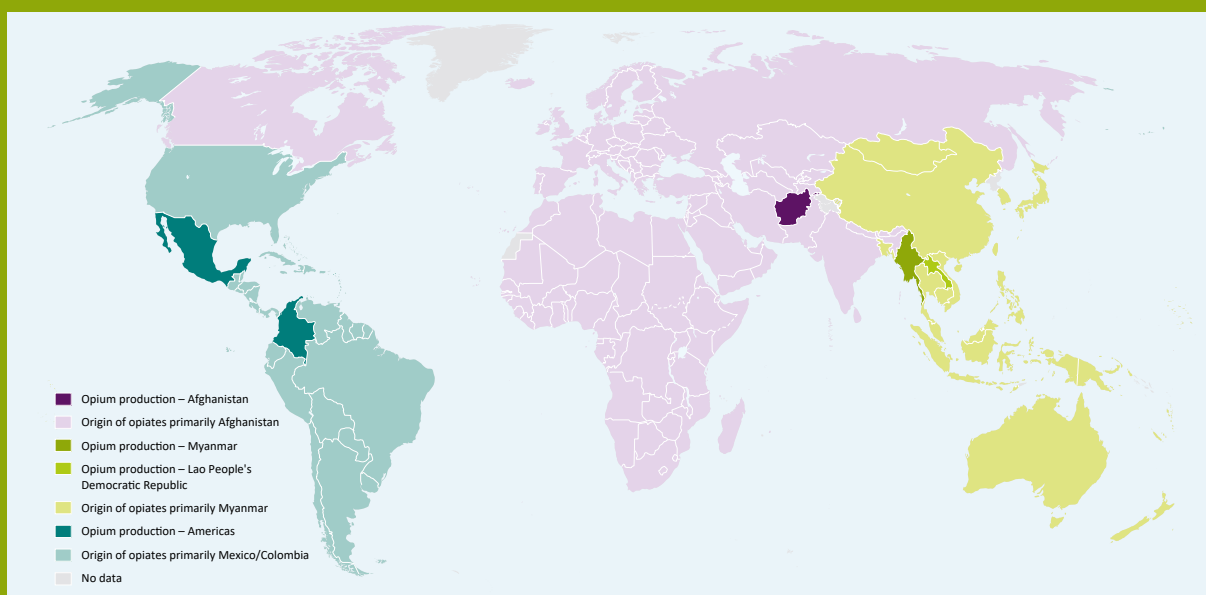 Opium production – Afghanistan
Origin of opiates primarily Afghanistan
Opium production – Myanmar
Opium production – Lao People's
Democratic Republic
Origin of opiates primarily Myanmar
Opium production – Americas
Origin of opiates primarily Mexico/Colombia
No data